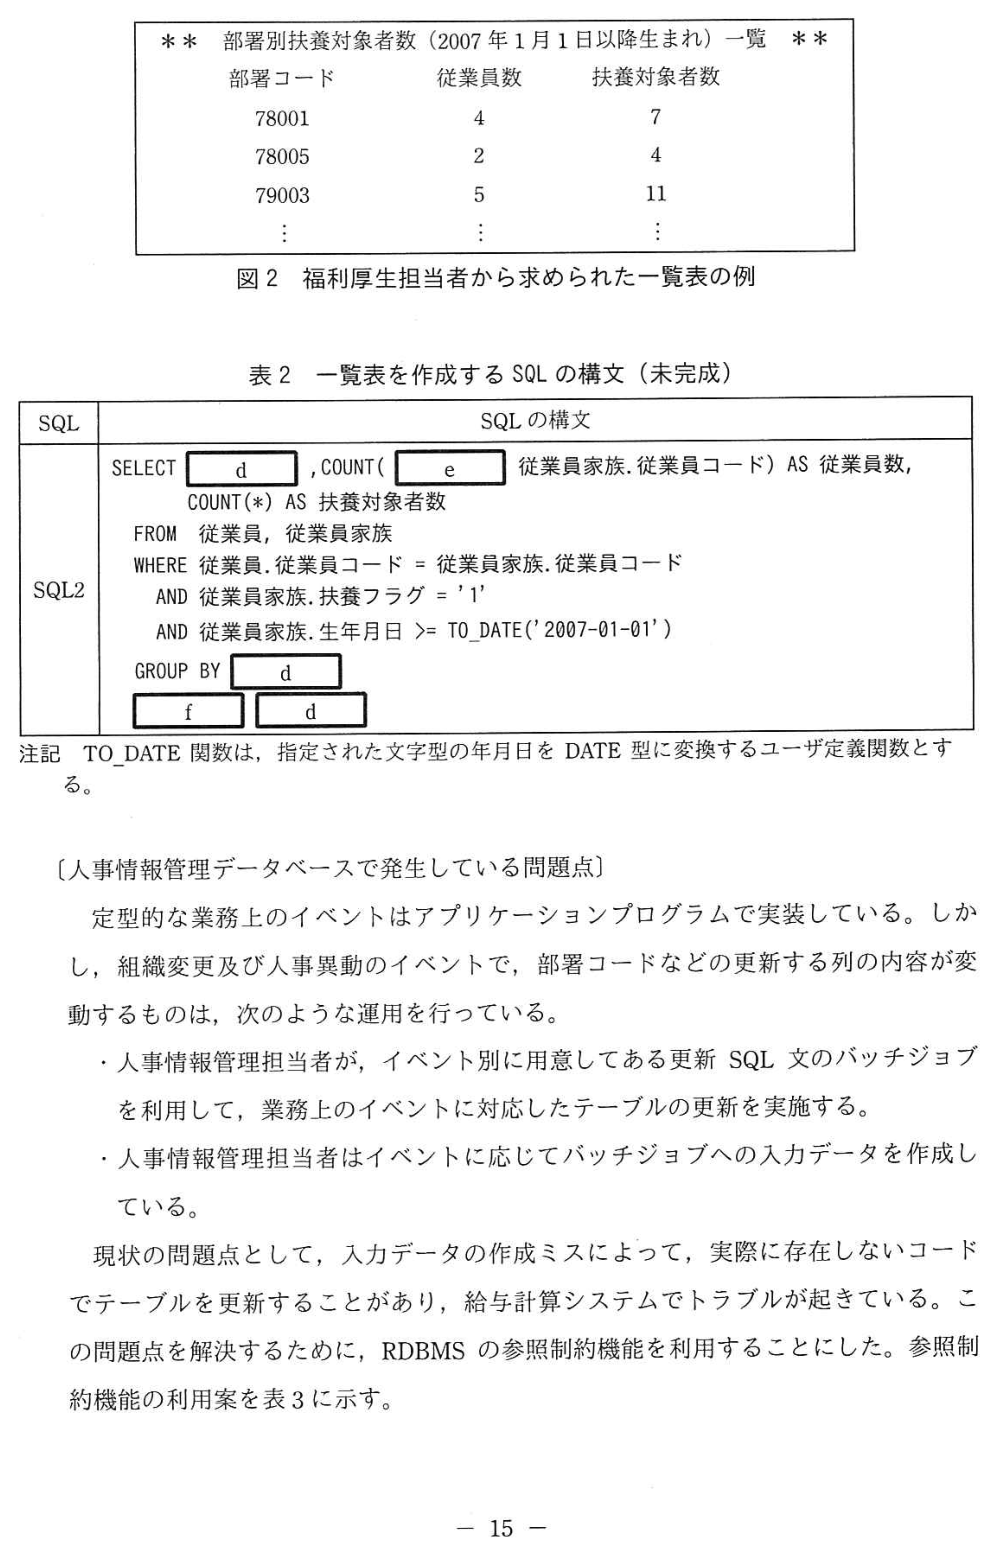 ＊＊ 部署別扶養対象者数（2007年1月1日以降生まれ）一覧 ＊＊
部署コード 従業員数 扶養対象者数
78001 4 7
78005 2 4
79003 5 11
⋮ ⋮ ⋮
図2 福利厚生担当者から求められた一覧表の例
表2 一覧表を作成するSQLの構文（未完成）
SQL SQLの構文
SQL2
SELECT d ,COUNT( e 従業員家族.従業員コード) AS 従業員数,
COUNT(*) AS 扶養対象者数
FROM 従業員, 従業員家族
WHERE 従業員.従業員コード = 従業員家族.従業員コード
AND 従業員家族.扶養フラグ = '1'
AND 従業員家族.生年月日 >= TO_DATE('2007-01-01')
GROUP BY d
f d
注記 TO_DATE 関数は，指定された文字型の年月日を DATE 型に変換するユーザ定義関数とす
る。
〔人事情報管理データベースで発生している問題点〕
定型的な業務上のイベントはアプリケーションプログラムで実装している。しか
し，組織変更及び人事異動のイベントで，部署コードなどの更新する列の内容が変
動するものは，次のような運用を行っている。
・人事情報管理担当者が，イベント別に用意してある更新 SQL 文のバッチジョブ
を利用して，業務上のイベントに対応したテーブルの更新を実施する。
・人事情報管理担当者はイベントに応じてバッチジョブへの入力データを作成し
ている。
現状の問題点として，入力データの作成ミスによって，実際に存在しないコード
でテーブルを更新することがあり，給与計算システムでトラブルが起きている。こ
の問題点を解決するために，RDBMS の参照制約機能を利用することにした。参照制
約機能の利用案を表3に示す。
－ 15 －